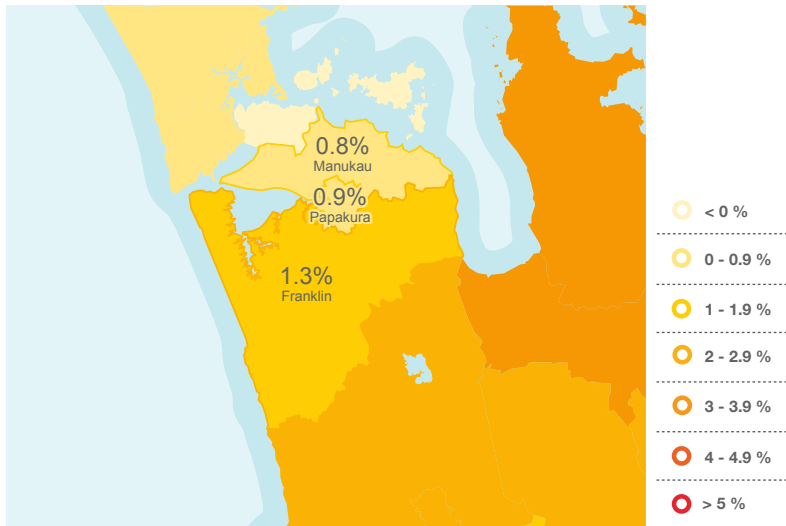 0.8%
Manukau
0.9%
Papakura
1.3%
Franklin
< 0 %
0 - 0.9 %
1 - 1.9 %
2 - 2.9 %
3 - 3.9 %
4 - 4.9 %
> 5 %